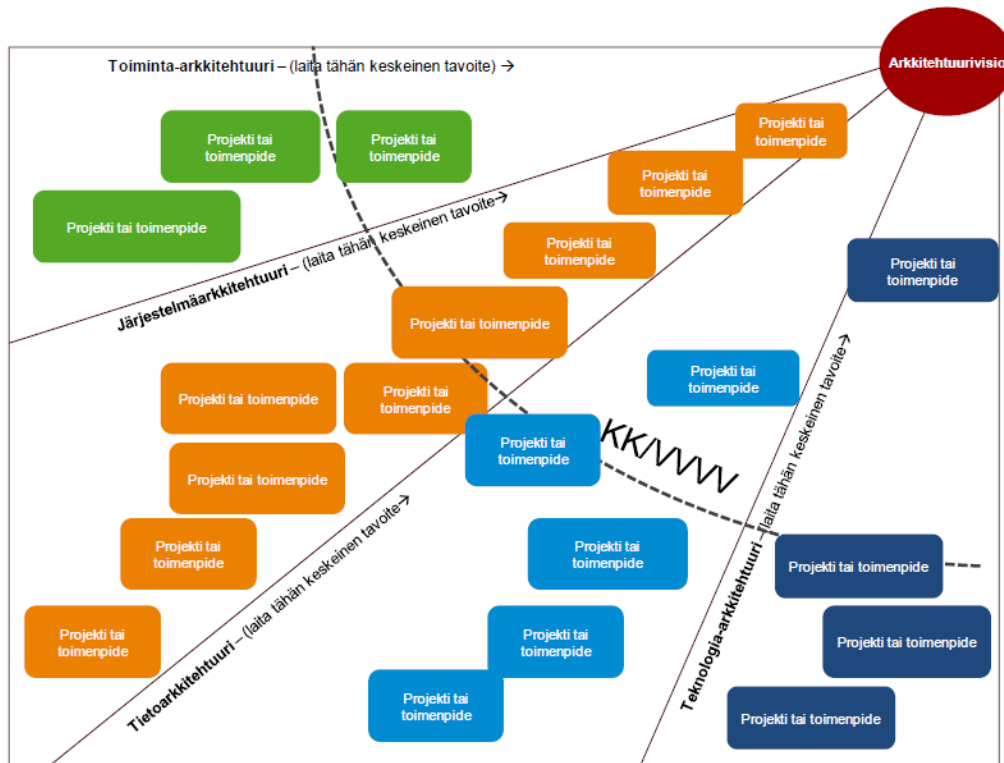 Toiminta-arkkitehtuuri – (laita tähän keskeinen tavoite) →
Arkkitehtuurivisio
Projekti tai
toimenpide
Projekti tai
toimenpide
Projekti tai toimenpide
Järjestelmäarkkitehtuuri – (laita tähän keskeinen tavoite→
Projekti tai
toimenpide
Projekti tai
toimenpide
Projekti tai
toimenpide
Projekti tai toimenpide
Projekti tai toimenpide
Projekti tai
toimenpide
Projekti tai toimenpide
Projekti tai
toimenpide
Projekti tai
toimenpide
Tietoarkkitehtuuri – (laita tähän keskeinen tavoite→
Projekti tai
toimenpide
Projekti tai
toimenpide
KK/VVVV
Projekti tai
toimenpide
Projekti tai
toimenpide
Projekti tai
toimenpide
Teknologia-arkkitehtuuri – laita tähän keskeinen tavoite→
Projekti tai
toimenpide
Projekti tai toimenpide
Projekti tai toimenpide
Projekti tai toimenpide